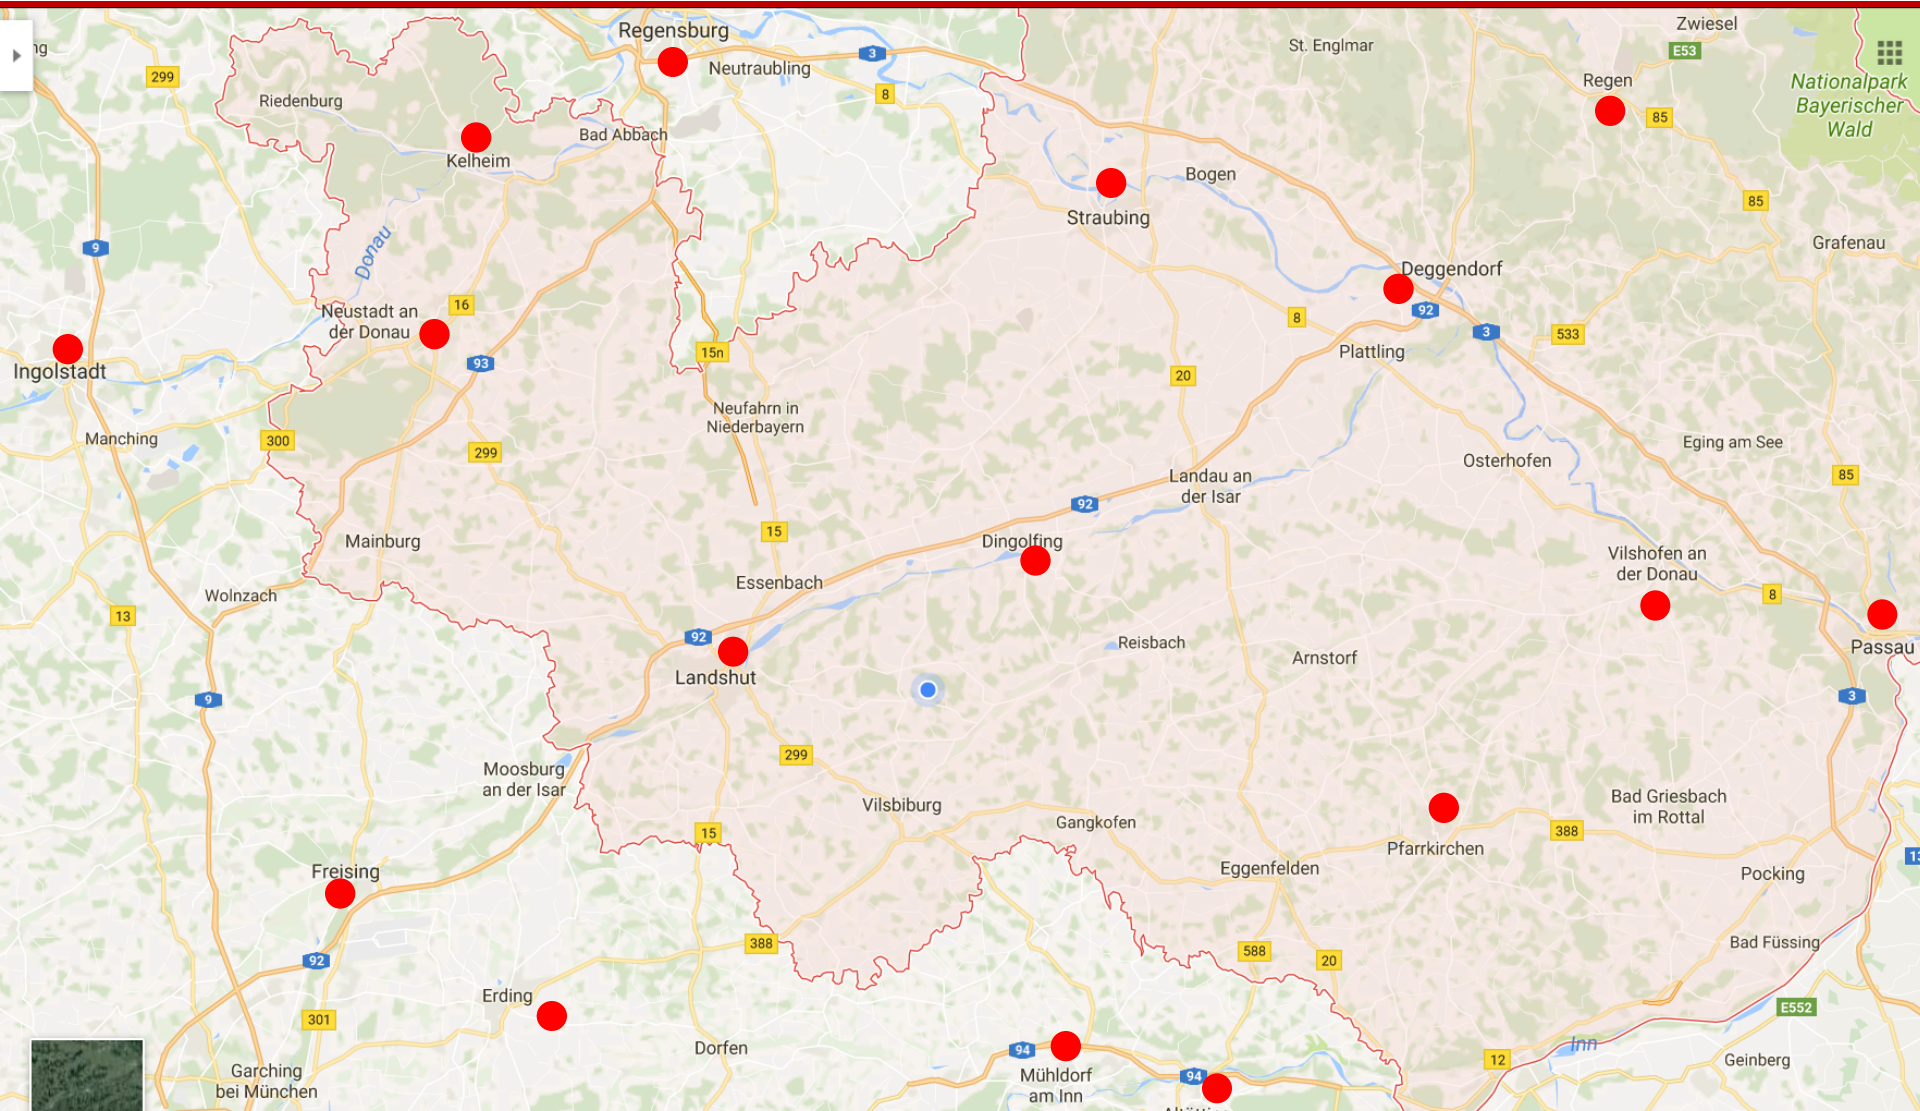 Zwiesel
Regensburg
St. Englmar
ng
E53
3
Neutraubling
299
Regen
Nationalpark
Bayerischer
Wald
8
Riedenburg
85
Bad Abbach
Kelheim
Bogen
85
Straubing
9
Donau
Grafenau
Deggendorf
16
Neustadt an
der Donau
92
8
3
533
15n
Plattling
93
Ingolstadt
20
Neufahrn in
Niederbayern
Manching
300
Eging am See
299
Osterhofen
Landau an
der Isar
85
92
15
Mainburg
Dingolfing
Vilshofen an
der Donau
Essenbach
Wolnzach
8
13
92
Reisbach
Passau
Arnstorf
Landshut
9
3
299
Moosburg
an der Isar
Bad Griesbach
im Rottal
Vilsbiburg
Gangkofen
15
388
Pfarrkirchen
13
Freising
Eggenfelden
Pocking
388
Bad Füssing
588
20
92
Erding
E552
301
Inn
Dorfen
94
12
Geinberg
Garching
bei München
Mühldorf
am Inn
94